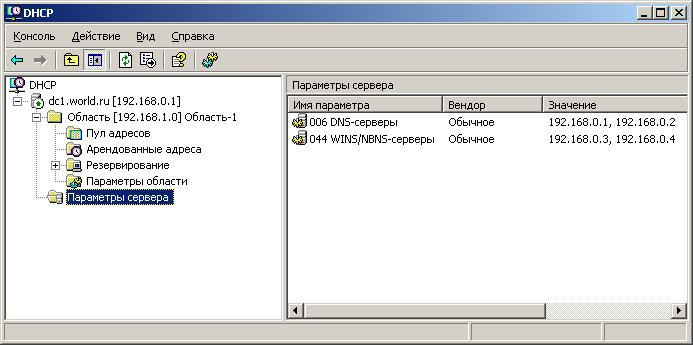 DHCP
Консоль Действие Вид Справка
DHCP
dc1.world.ru [192.168.0.1]
Область [192.168.1.0] Область-1
Пул адресов
Арендованные адреса
Резервирование
Параметры области
Параметры сервера
Параметры сервера
Имя параметра Вендор Значение
006 DNS-серверы Обычное 192.168.0.1, 192.168.0.2
044 WINS/NBNS-серверы Обычное 192.168.0.3, 192.168.0.4